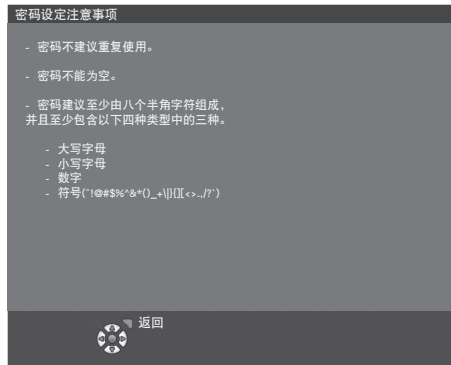 密码设定注意事项
- 密码不建议重复使用。
- 密码不能为空。
- 密码建议至少由八个半角字符组成，
并且至少包含以下四种类型中的三种。
- 大写字母
- 小写字母
- 数字
- 符号(~!@#$%^&*()_+\|}{][<>.,/?`)
返回